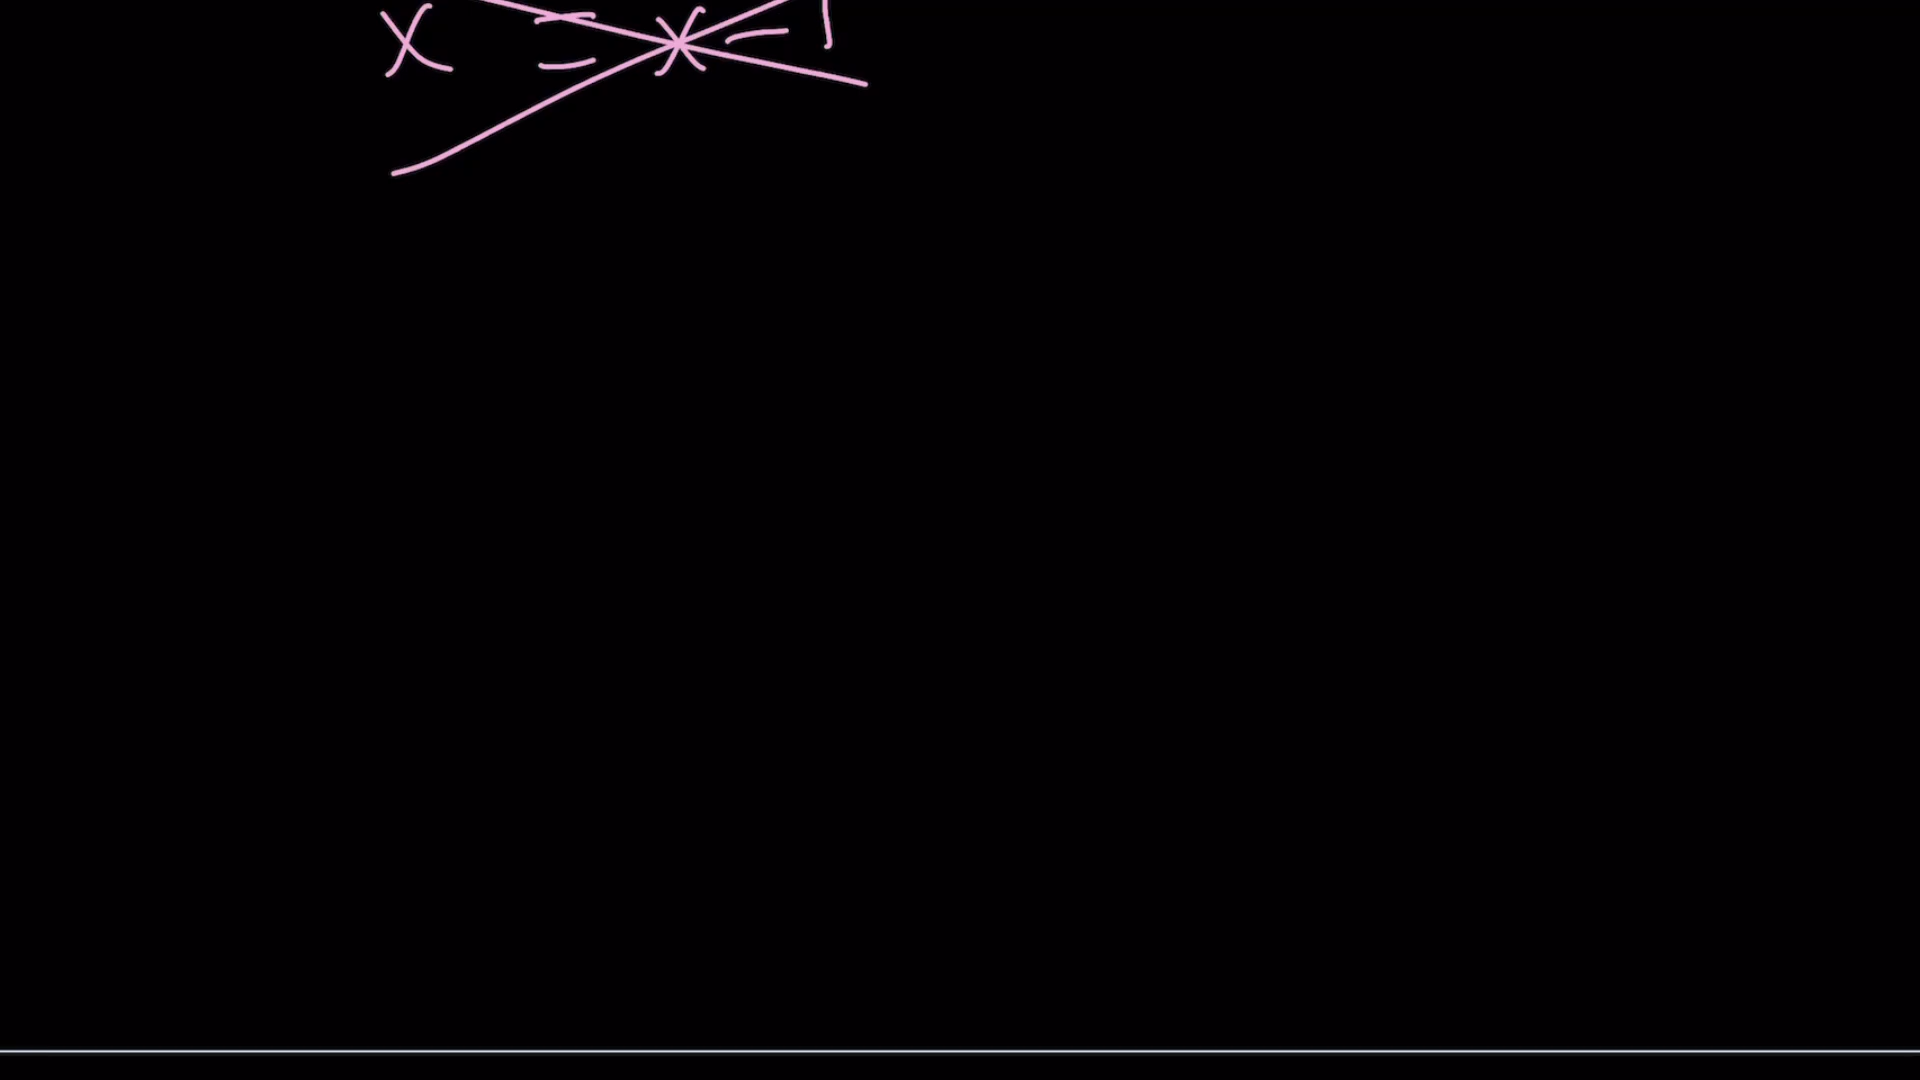 x = x - 1